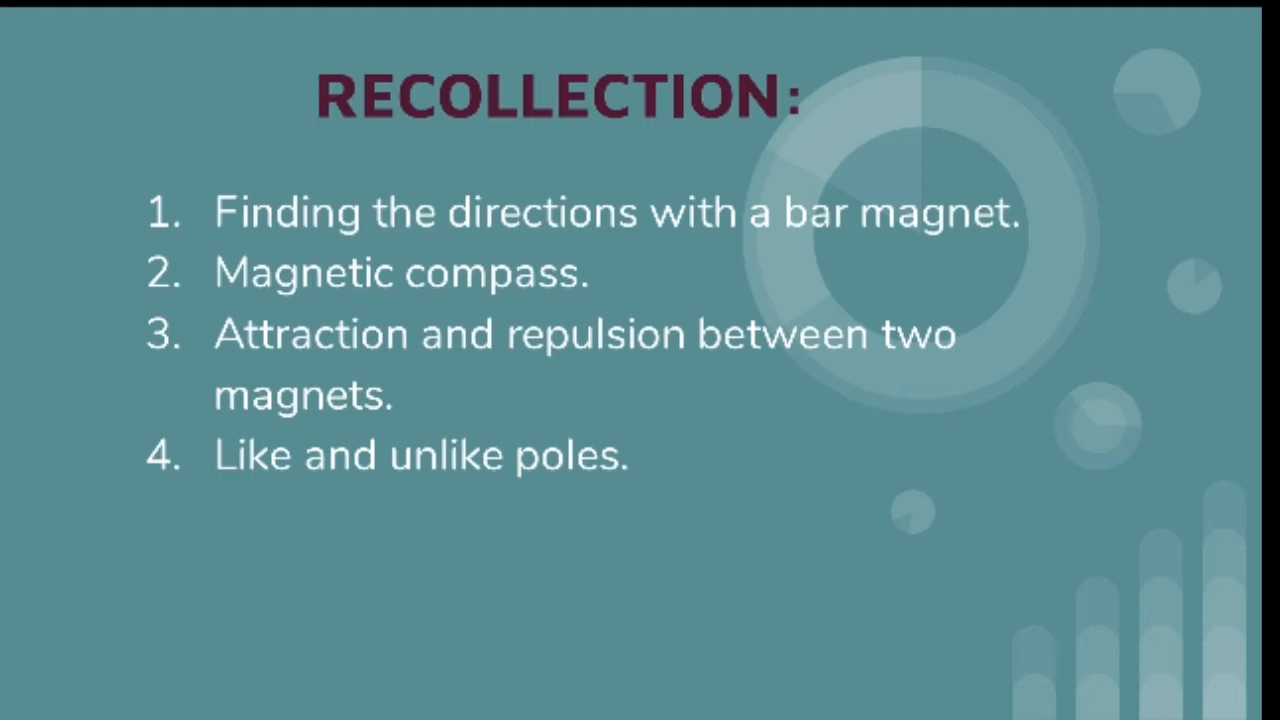 RECOLLECTION:
1. Finding the directions with a bar magnet.
2. Magnetic compass.
3. Attraction and repulsion between two
magnets.
4. Like and unlike poles.